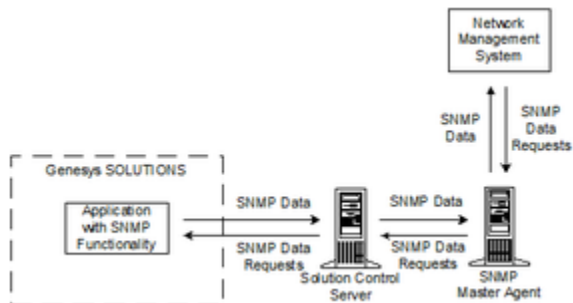 Network
Management
System
SNMP
Data
SNMP
Data
Requests
Genesys SOLUTIONS
Application
with SNMP
Functionality
SNMP Data
SNMP Data
Requests
Solution Control
Server
SNMP Data
SNMP Data
Requests
SNMP
Master Agent